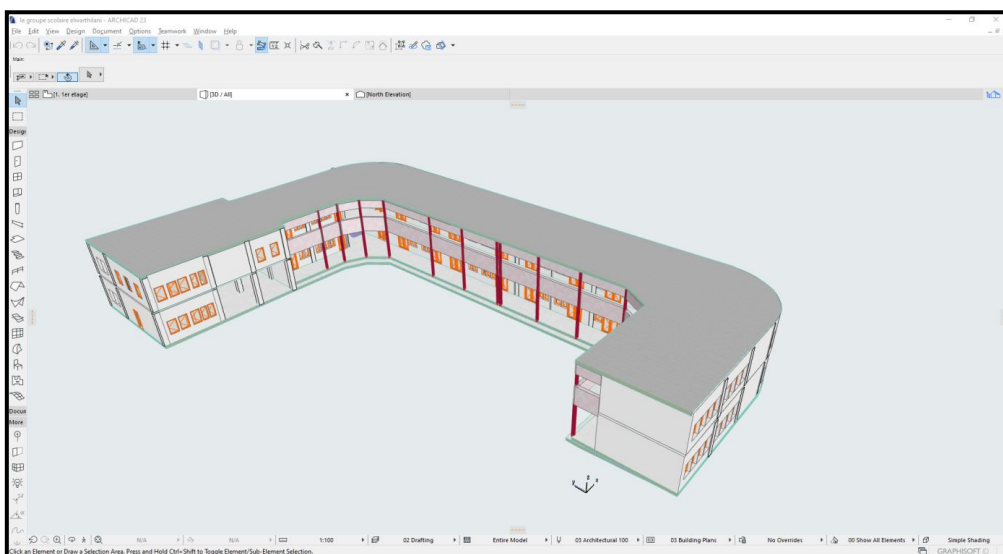 le groupe scolaire elwarthilani - ARCHICAD 23
File Edit View Design Document Options Teamwork Window Help
Main:
[1. 1er etage]
[3D / All]
[North Elevation]
Design
Docum
More
N/A
N/A
1:100
02 Drafting
Entire Model
03 Architectural 100
03 Building Plans
No Overrides
00 Show All Elements
Simple Shading
Click an Element or Draw a Selection Area. Press and Hold Ctrl+Shift to Toggle Element/Sub-Element Selection.
GRAPHISOFT ID